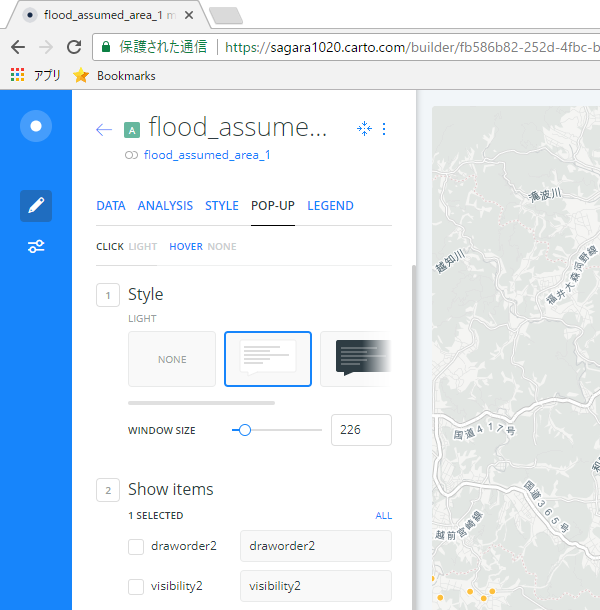 flood_assumed_area_1 m
保護された通信 https://sagara1020.carto.com/builder/fb586b82-252d-4fbc-b
アプリ Bookmarks
A flood_assume...
flood_assumed_area_1
DATA ANALYSIS STYLE POP-UP LEGEND
CLICK LIGHT HOVER NONE
1 Style
LIGHT
NONE
WINDOW SIZE 226
2 Show items
1 SELECTED ALL
draworder2 draworder2
visibility2 visibility2
濁波川
越知川
福井大森河野線
国道417号
国道365号
越前宮崎線